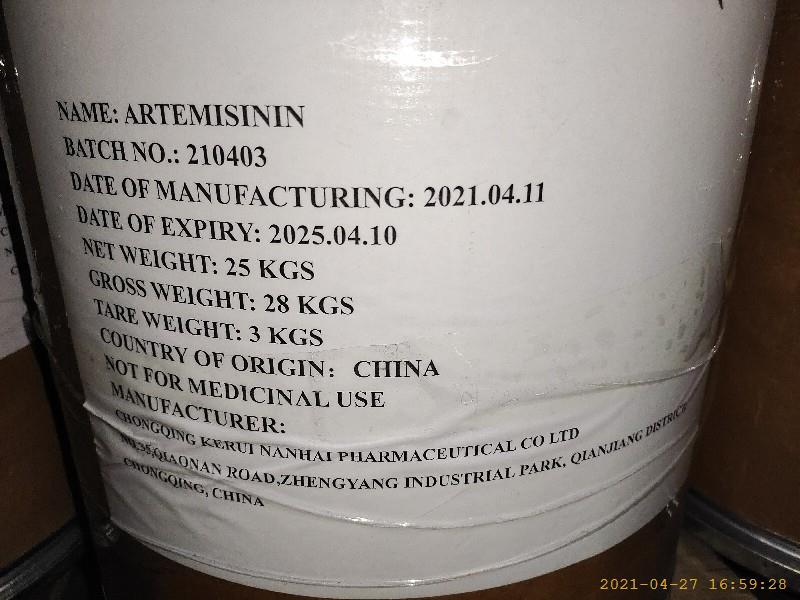 NAME: ARTEMISININ
BATCH NO.: 210403
DATE OF MANUFACTURING: 2021.04.11
DATE OF EXPIRY: 2025.04.10
NET WEIGHT: 25 KGS
GROSS WEIGHT: 28 KGS
TARE WEIGHT: 3 KGS
COUNTRY OF ORIGIN: CHINA
NOT FOR MEDICINAL USE
MANUFACTURER:
CHONGQING KERUI NANHAI PHARMACEUTICAL CO LTD
NO.35,QIAONAN ROAD,ZHENGYANG INDUSTRIAL PARK, QIANJIANG DISTRICT
CHONGQING, CHINA
2021-04-27 16:59:28